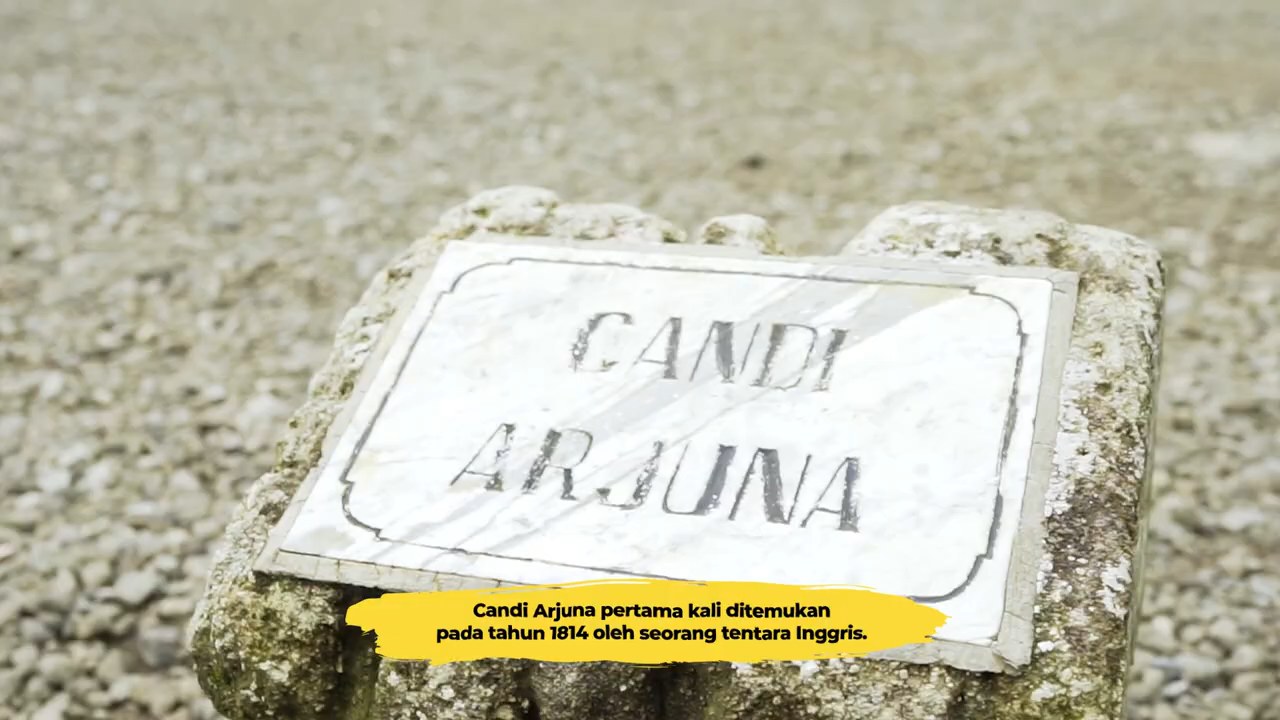 CANDI
ARJUNA
Candi Arjuna pertama kali ditemukan
pada tahun 1814 oleh seorang tentara Inggris.